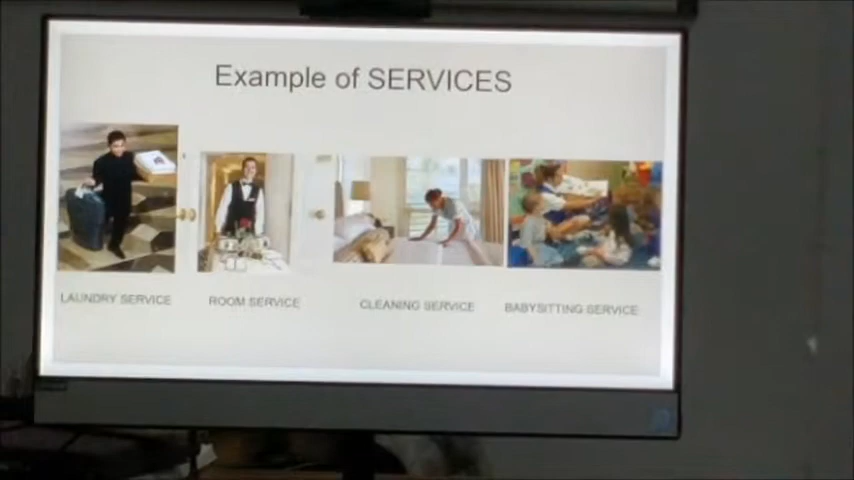 Example of SERVICES
LAUNDRY SERVICE
ROOM SERVICE
CLEANING SERVICE
BABYSITTING SERVICE